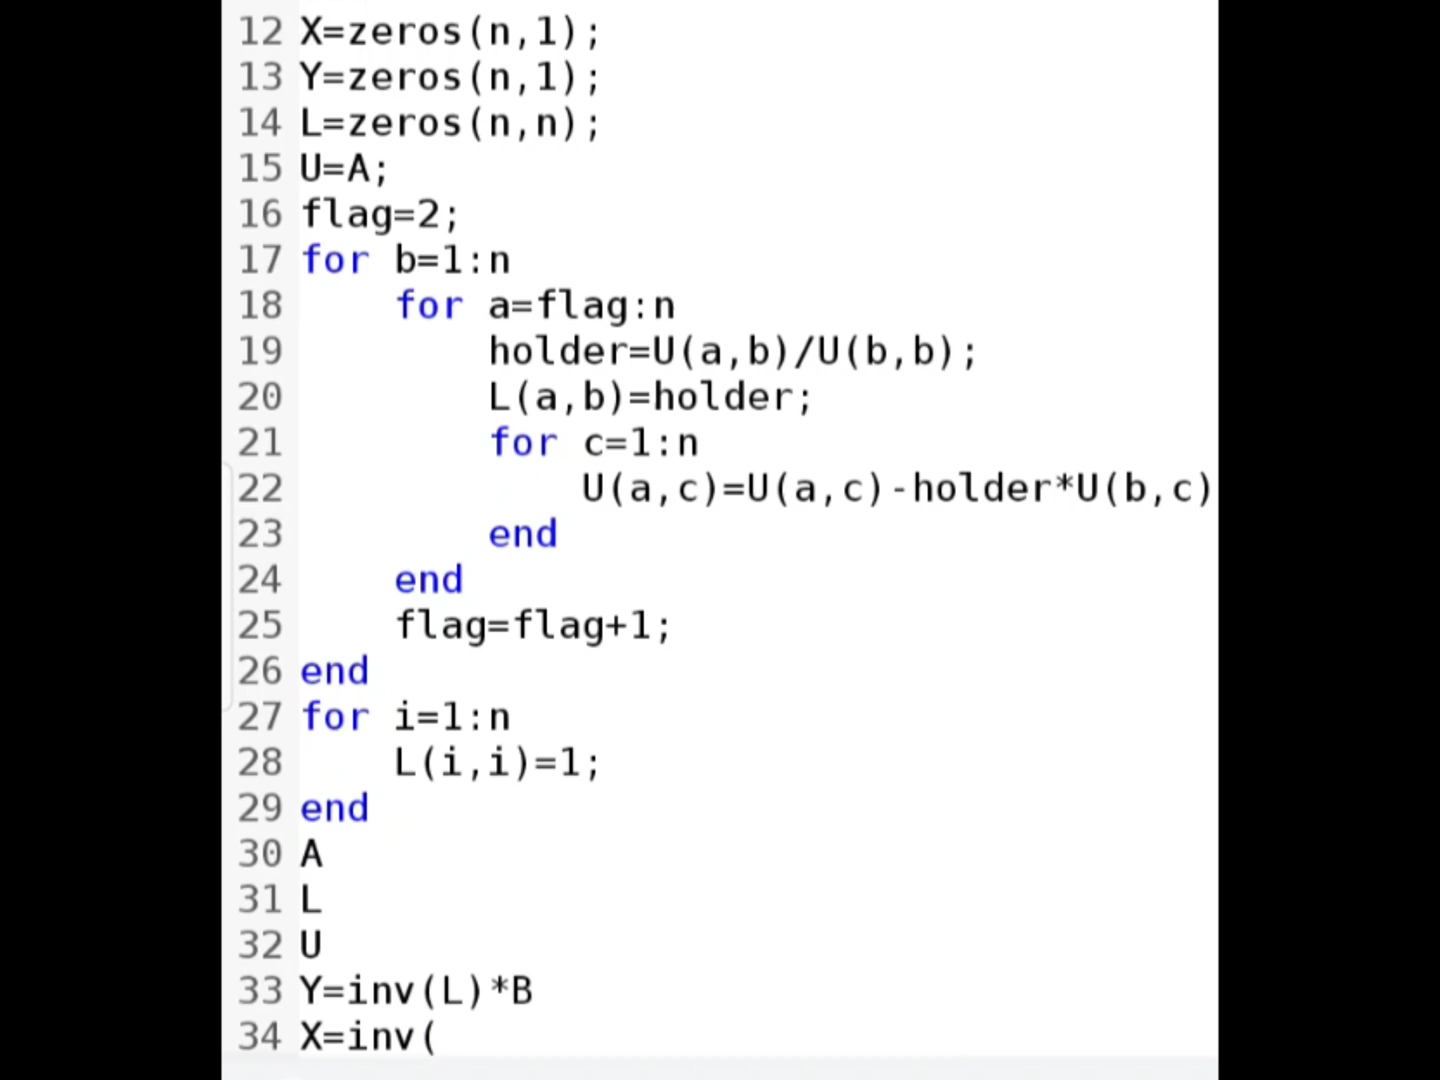 12 X=zeros(n,1);
13 Y=zeros(n,1);
14 L=zeros(n,n);
15 U=A;
16 flag=2;
17 for b=1:n
18     for a=flag:n
19         holder=U(a,b)/U(b,b);
20         L(a,b)=holder;
21         for c=1:n
22             U(a,c)=U(a,c)-holder*U(b,c)
23         end
24     end
25     flag=flag+1;
26 end
27 for i=1:n
28     L(i,i)=1;
29 end
30 A
31 L
32 U
33 Y=inv(L)*B
34 X=inv(